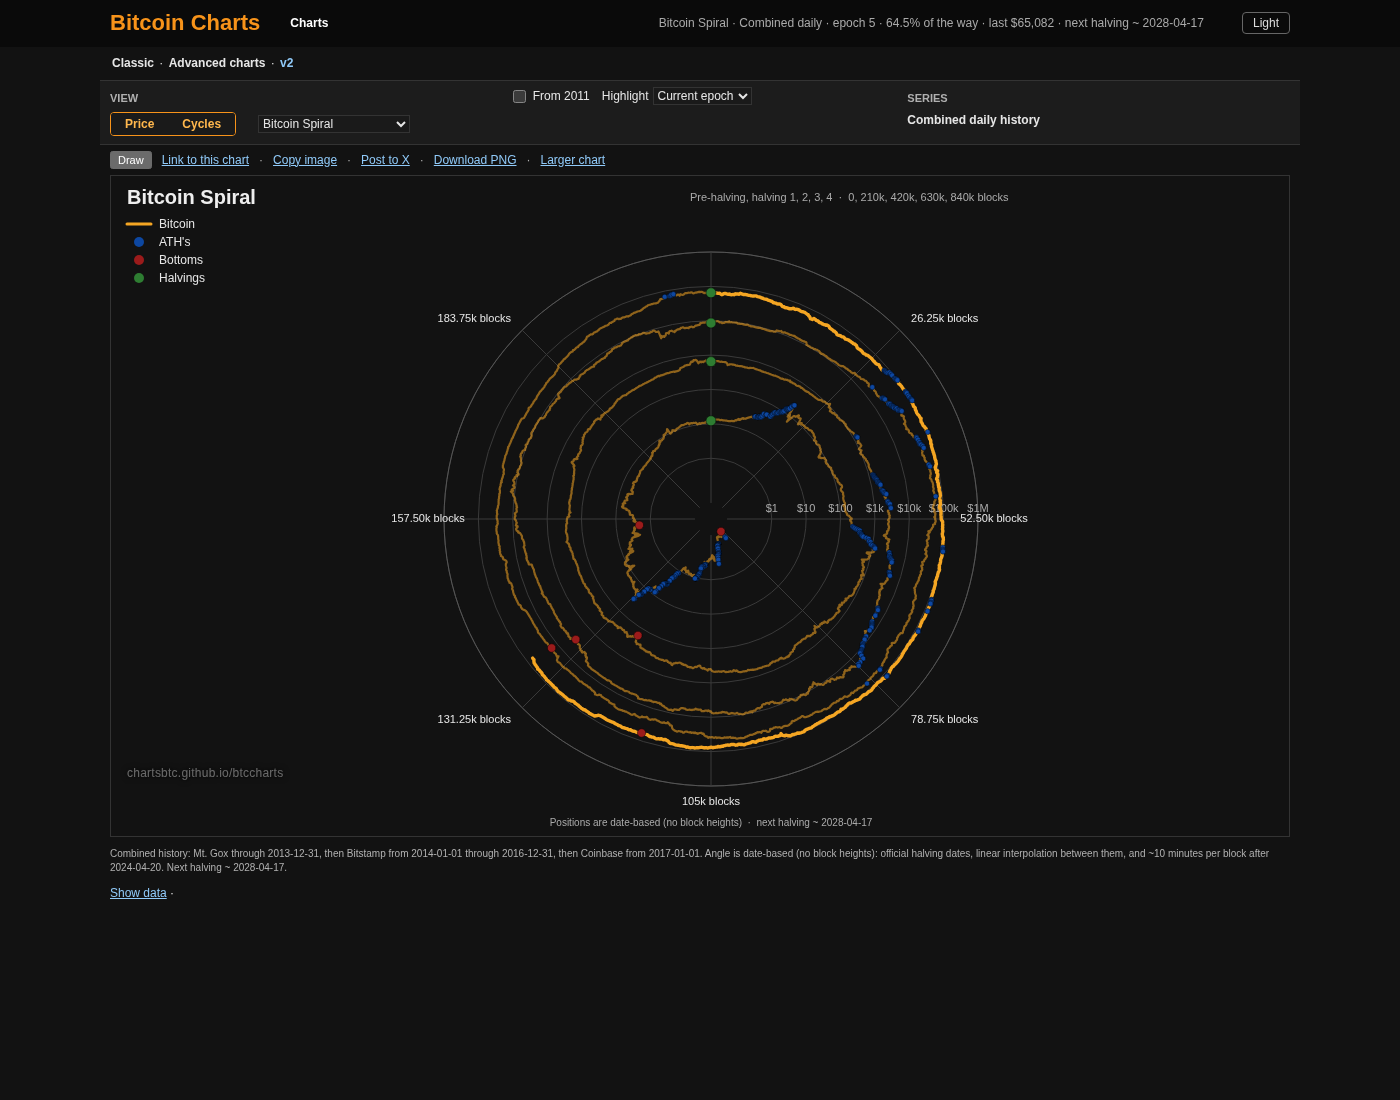 Bitcoin Charts
Charts
Bitcoin Spiral · Combined daily · epoch 5 · 64.5% of the way · last $65,082 · next halving ~ 2028-04-17
Light
Classic · Advanced charts · v2
VIEW
From 2011 Highlight Current epoch
SERIES
Price Cycles
Bitcoin Spiral
Combined daily history
Draw Link to this chart · Copy image · Post to X · Download PNG · Larger chart
Bitcoin Spiral
Pre-halving, halving 1, 2, 3, 4 · 0, 210k, 420k, 630k, 840k blocks
Bitcoin
ATH's
Bottoms
Halvings
183.75k blocks
26.25k blocks
$1 $10 $100 $1k $10k $100k $1M
157.50k blocks
52.50k blocks
131.25k blocks
78.75k blocks
chartsbtc.github.io/btccharts
105k blocks
Positions are date-based (no block heights) · next halving ~ 2028-04-17
Combined history: Mt. Gox through 2013-12-31, then Bitstamp from 2014-01-01 through 2016-12-31, then Coinbase from 2017-01-01. Angle is date-based (no block heights): official halving dates, linear interpolation between them, and ~10 minutes per block after
2024-04-20. Next halving ~ 2028-04-17.
Show data ·